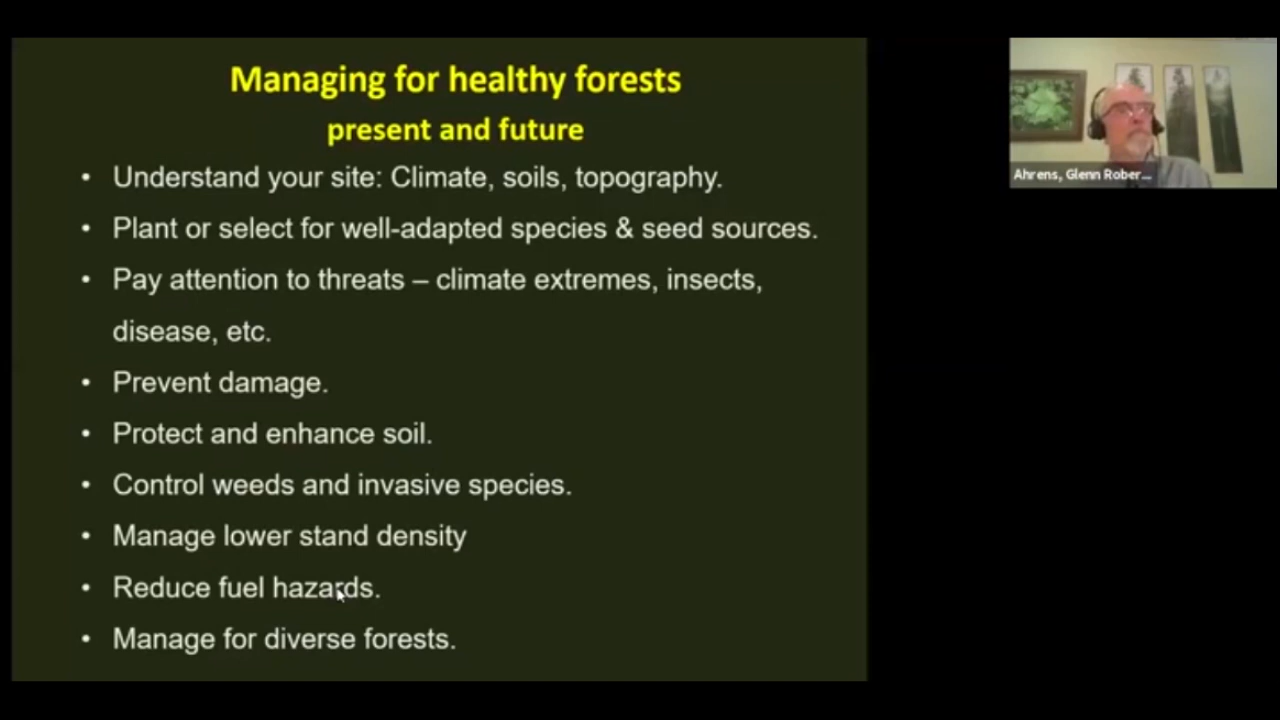 Managing for healthy forests
present and future
• Understand your site: Climate, soils, topography.
• Plant or select for well-adapted species & seed sources.
• Pay attention to threats – climate extremes, insects,
disease, etc.
• Prevent damage.
• Protect and enhance soil.
• Control weeds and invasive species.
• Manage lower stand density
• Reduce fuel hazards.
• Manage for diverse forests.
Ahrens, Glenn Rober...